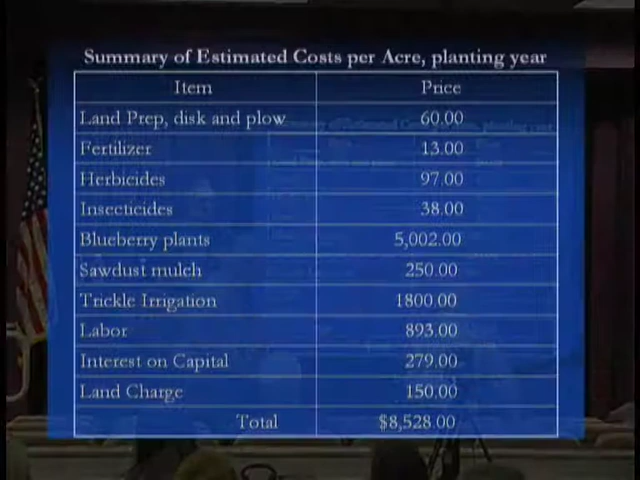 Summary of Estimated Costs per Acre, planting year
Item Price
Land Prep, disk and plow 60.00
Fertilizer 13.00
Herbicides 97.00
Insecticides 38.00
Blueberry plants 5,002.00
Sawdust mulch 250.00
Trickle Irrigation 1800.00
Labor 893.00
Interest on Capital 279.00
Land Charge 150.00
Total $8,528.00